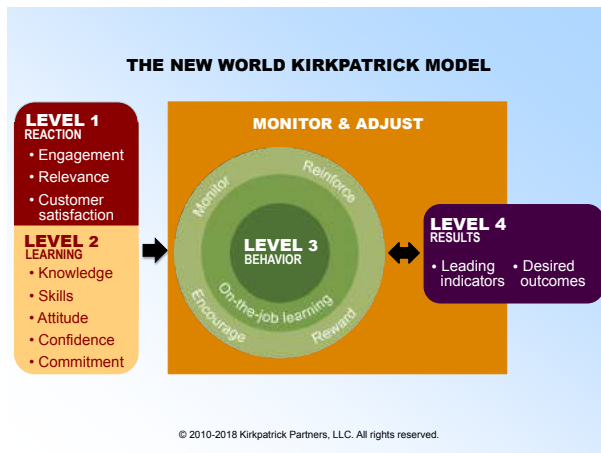 THE NEW WORLD KIRKPATRICK MODEL
LEVEL 1
REACTION
• Engagement
• Relevance
• Customer
satisfaction
LEVEL 2
LEARNING
• Knowledge
• Skills
• Attitude
• Confidence
• Commitment
MONITOR & ADJUST
Monitor
Reinforce
LEVEL 3
BEHAVIOR
On-the-job learning
Encourage
Reward
LEVEL 4
RESULTS
• Leading
indicators
• Desired
outcomes
© 2010-2018 Kirkpatrick Partners, LLC. All rights reserved.